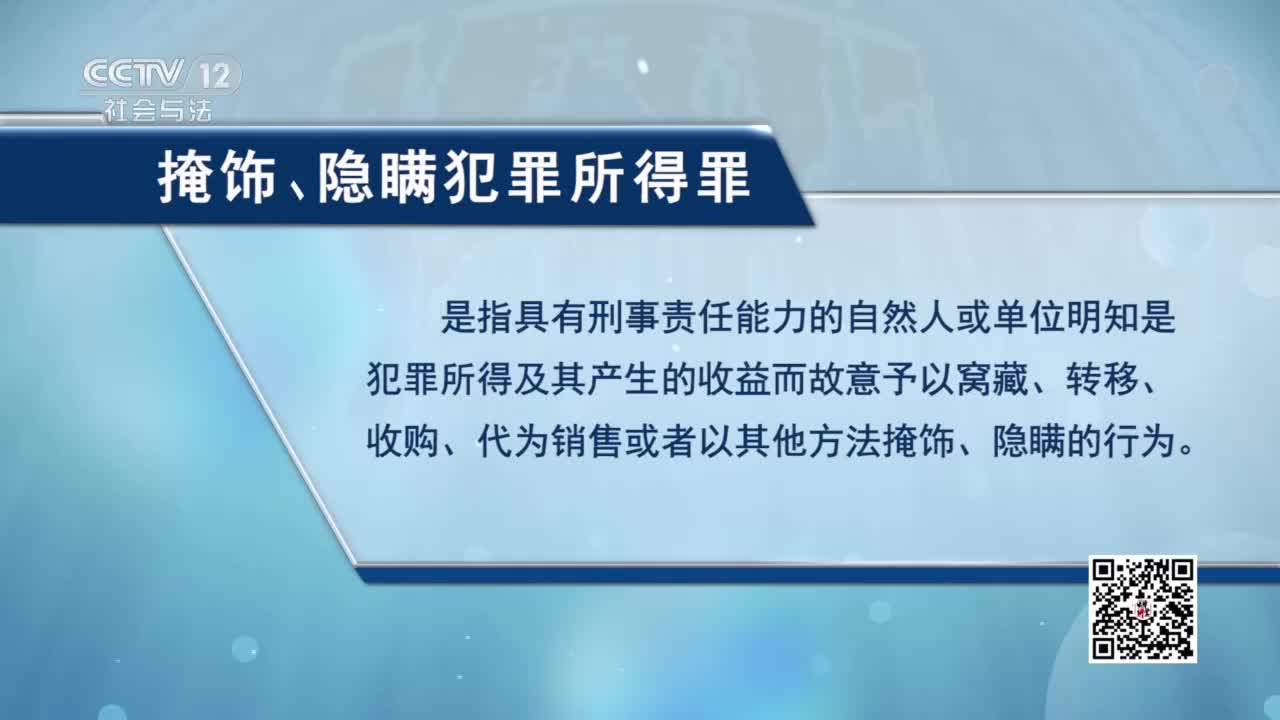 CCTV 12
社会与法
掩饰、隐瞒犯罪所得罪
是指具有刑事责任能力的自然人或单位明知是
犯罪所得及其产生的收益而故意予以窝藏、转移、
收购、代为销售或者以其他方法掩饰、隐瞒的行为。